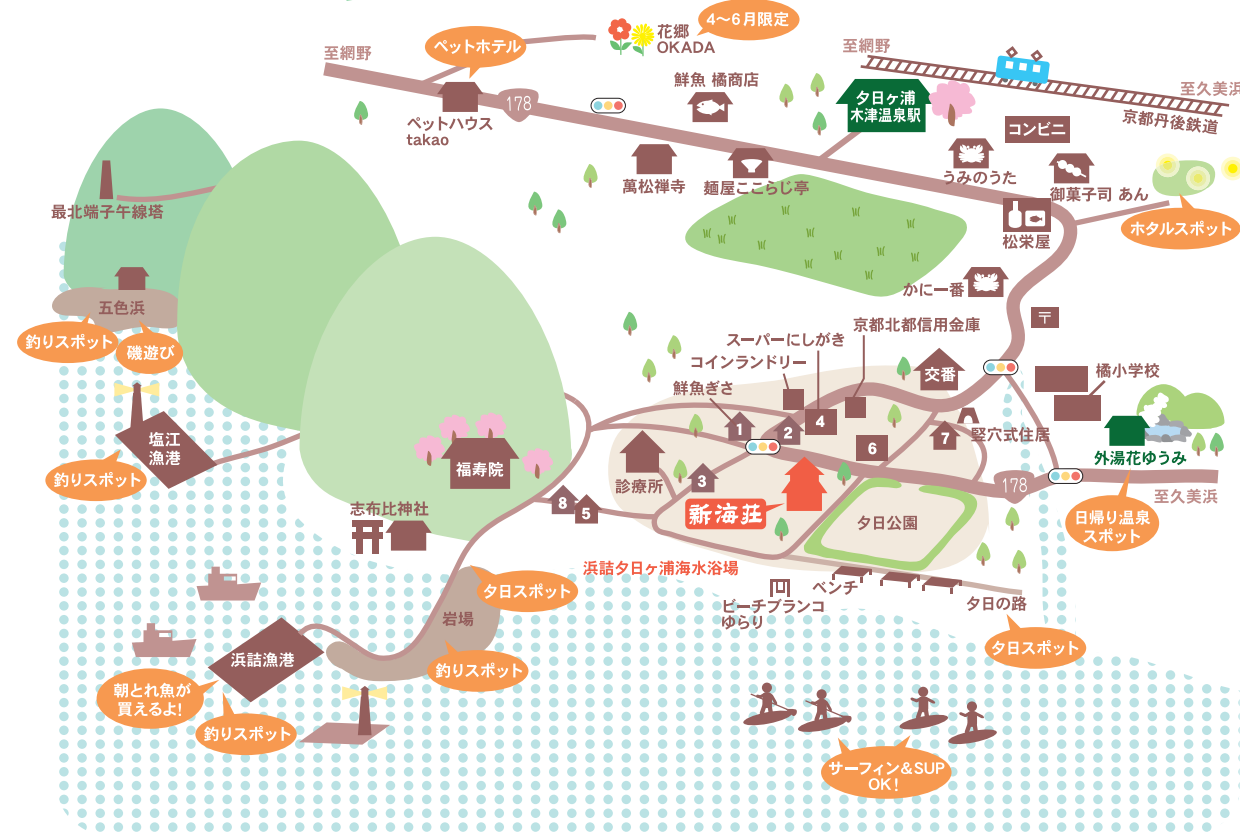 4〜6月限定
花郷
OKADA
ペットホテル
至網野
至網野
鮮魚 橘商店
至久美浜
夕日ヶ浦
木津温泉駅
京都丹後鉄道
178
ペットハウス
takao
コンビニ
萬松禅寺
麺屋ここらじ亭
うみのうた
御菓子司 あん
最北端子午線塔
松栄屋
ホタルスポット
かに一番
五色浜
〒
釣りスポット
磯遊び
京都北都信用金庫
スーパーにしがき
コインランドリー
鮮魚ぎさ
交番
橘小学校
塩江
漁港
1
2
4
7
竪穴式住居
6
外湯花ゆうみ
福寿院
釣りスポット
診療所
3
178
至久美浜
8
5
新海荘
夕日公園
日帰り温泉
スポット
志布比神社
浜詰夕日ヶ浦海水浴場
ベンチ
夕日スポット
ビーチブランコ
ゆらり
夕日の路
岩場
夕日スポット
浜詰漁港
釣りスポット
朝とれ魚が
買えるよ!
釣りスポット
サーフィン&SUP
OK!